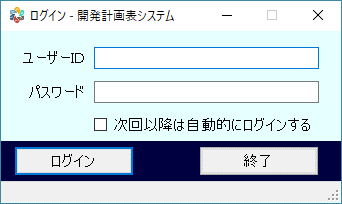 ログイン - 開発計画表システム
ユーザーID
パスワード
次回以降は自動的にログインする
ログイン
終了